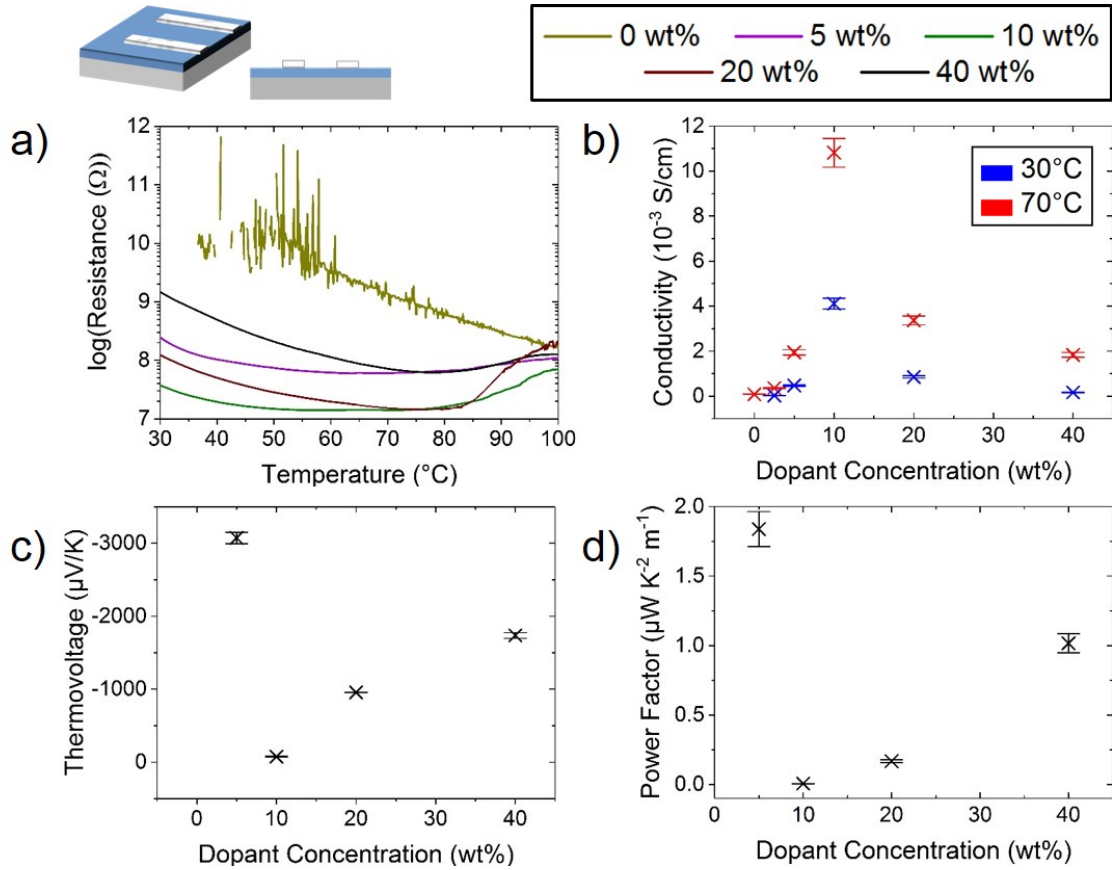 0 wt% 5 wt% 10 wt%
20 wt% 40 wt%
a)
12
11
10
9
8
7
log(Resistance (Ω))
30 40 50 60 70 80 90 100
Temperature (°C)
b)
12
10
8
6
4
2
0
Conductivity (10⁻³ S/cm)
30°C
70°C
0 10 20 30 40
Dopant Concentration (wt%)
c)
-3000
-2000
-1000
0
Thermovoltage (µV/K)
0 10 20 30 40
Dopant Concentration (wt%)
d)
2.0
1.5
1.0
0.5
0.0
Power Factor (µW K⁻² m⁻¹)
0 10 20 30 40
Dopant Concentration (wt%)